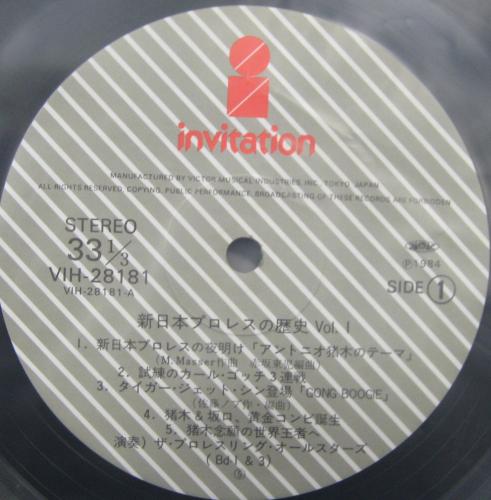 invitation
MANUFACTURED BY VICTOR MUSICAL INDUSTRIES, INC., TOKYO, JAPAN
ALL RIGHTS RESERVED. COPYING, PUBLIC PERFORMANCE, BROADCASTING OF THESE RECORDS ARE FORBIDDEN
STEREO
33 1/3
VIH-28181
VIH-28181-A
Ⓟ1984
SIDE 1
新日本プロレスの歴史 Vol. I
1. 新日本プロレスの夜明け「アントニオ猪木のテーマ」
(M. Masser作曲 赤坂東児編曲)
2. 試練のカール・ゴッチ3連戦
3. タイガー・ジェット・シン登場「GONG BOOGIE」
4. 猪木&坂口、黄金コンビ誕生
5. 猪木念願の世界王者へ
演奏) ザ・プロレスリング・オールスターズ
(Bd-1 & 3)